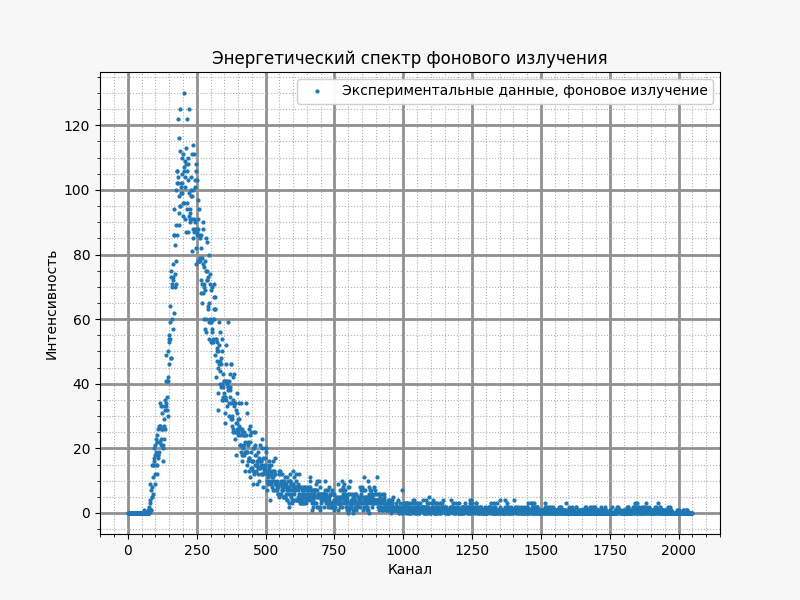 Энергетический спектр фонового излучения
Экспериментальные данные, фоновое излучение
Интенсивность
120
100
80
60
40
20
0
0 250 500 750 1000 1250 1500 1750 2000
Канал